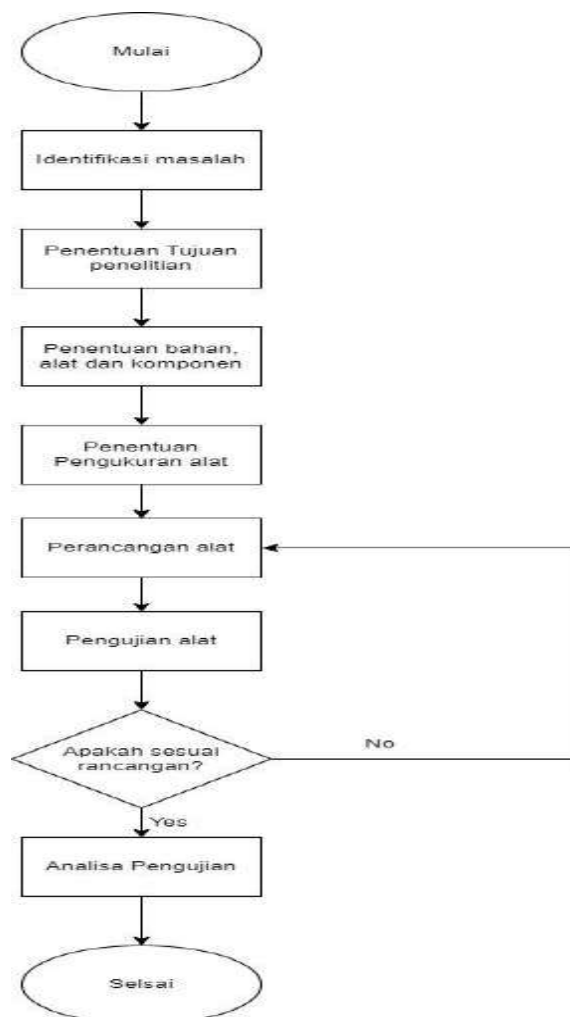 Mulai
Identifikasi masalah
Penentuan Tujuan
penelitian
Penentuan bahan,
alat dan komponen
Penentuan
Pengukuran alat
Perancangan alat
Pengujian alat
Apakah sesuai
rancangan?
No
Yes
Analisa Pengujian
Selsai